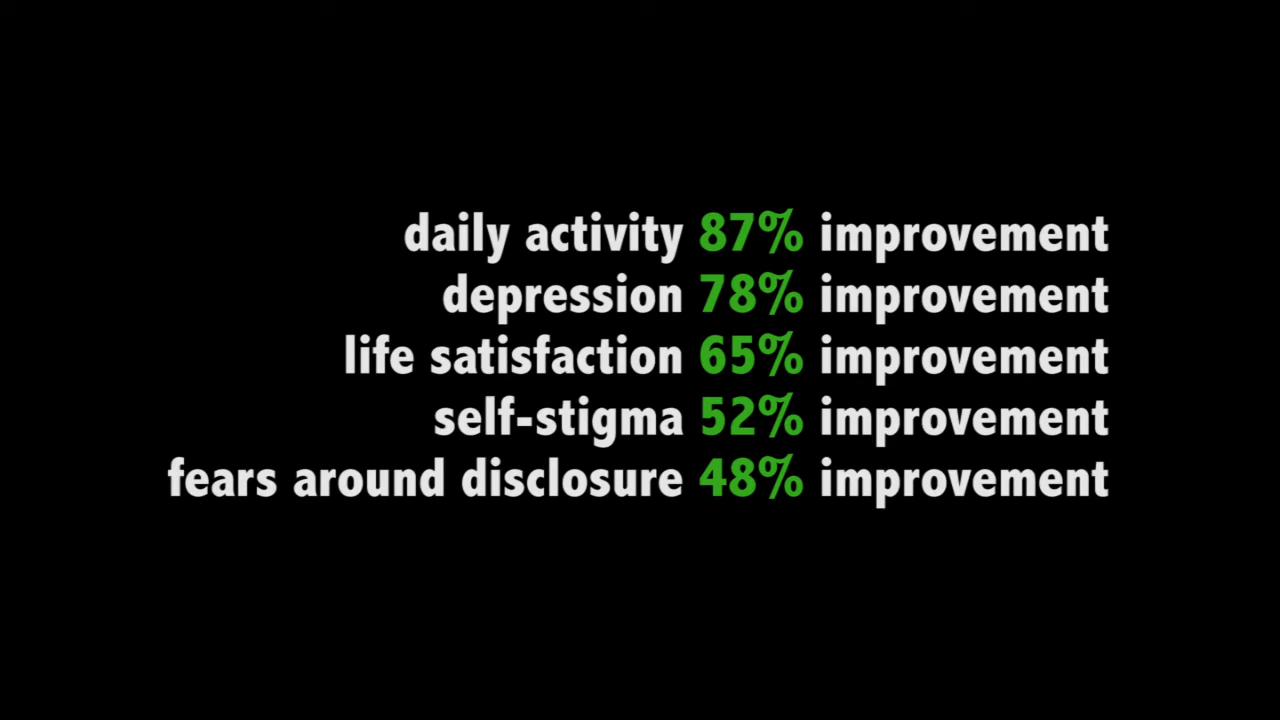 daily activity 87% improvement
depression 78% improvement
life satisfaction 65% improvement
self-stigma 52% improvement
fears around disclosure 48% improvement